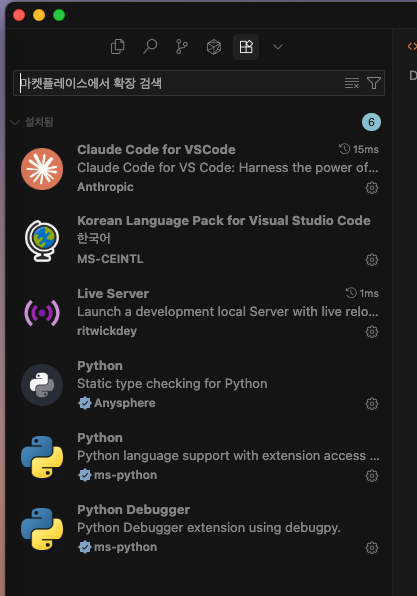 마켓플레이스에서 확장 검색
설치됨
6
Claude Code for VSCode
15ms
Claude Code for VS Code: Harness the power of...
Anthropic
Korean Language Pack for Visual Studio Code
한국어
MS-CEINTL
Live Server
1ms
Launch a development local Server with live relo...
ritwickdey
Python
Static type checking for Python
Anysphere
Python
Python language support with extension access ...
ms-python
Python Debugger
Python Debugger extension using debugpy.
ms-python
D